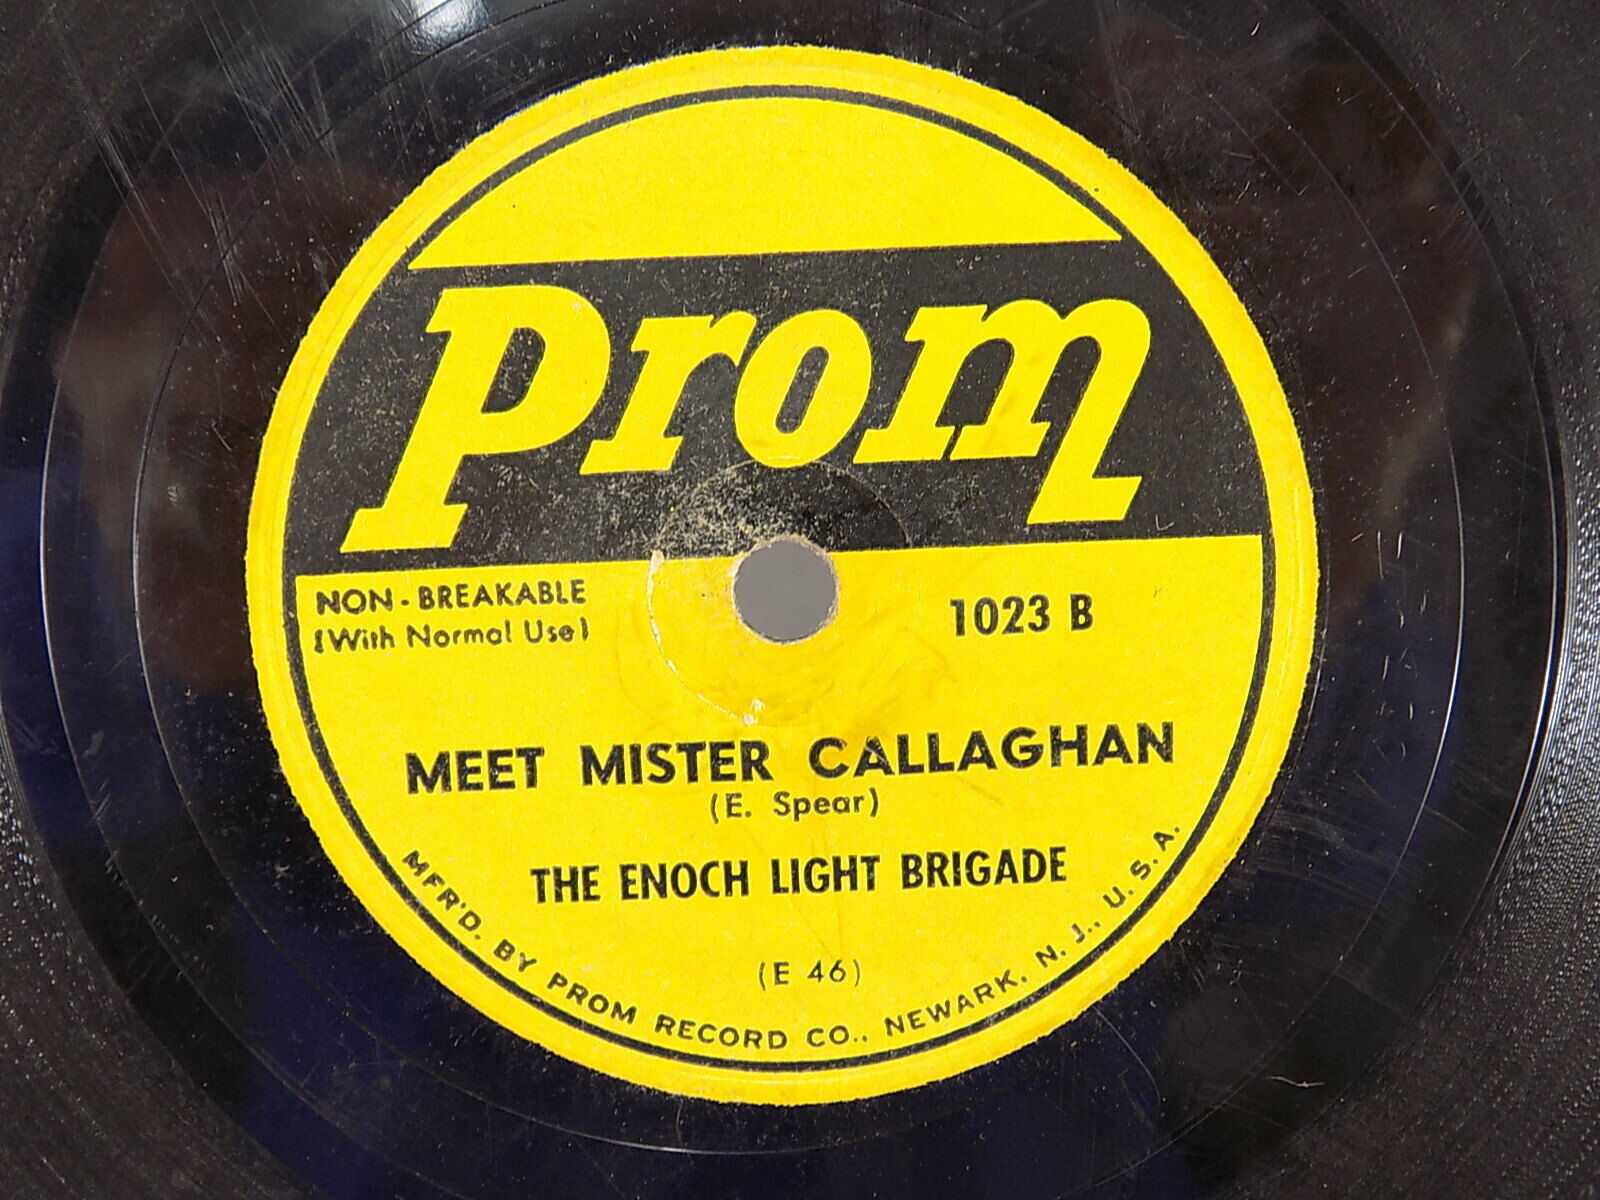 Prom
NON-BREAKABLE
(With Normal Use)
1023 B
MEET MISTER CALLAGHAN
(E. Spear)
THE ENOCH LIGHT BRIGADE
(E 46)
MFR'D. BY PROM RECORD CO., NEWARK, N. J., U. S. A.